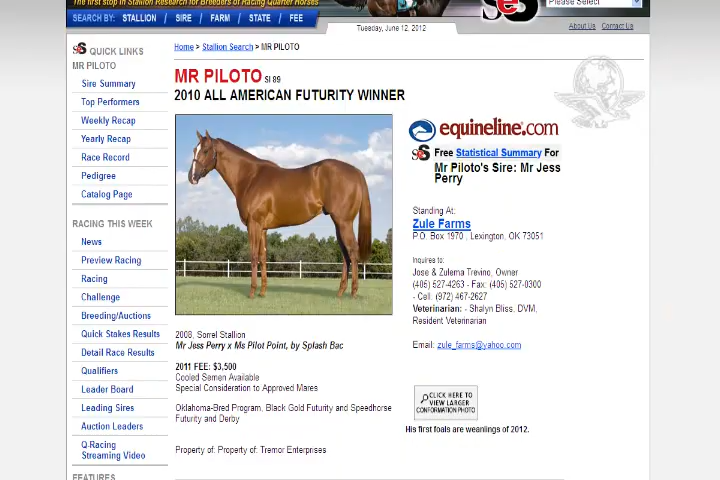 The first stop in Stallion Research for Breeders of Racing Quarter Horses
SEARCH BY: STALLION | SIRE | FARM | STATE | FEE
Please Select
Tuesday, June 12, 2012
About Us Contact Us
SeS QUICK LINKS
MR PILOTO
Sire Summary
Top Performers
Weekly Recap
Yearly Recap
Race Record
Pedigree
Catalog Page
RACING THIS WEEK
News
Preview Racing
Racing
Challenge
Breeding/Auctions
Quick Stakes Results
Detail Race Results
Qualifiers
Leader Board
Leading Sires
Auction Leaders
Q-Racing
Streaming Video
FEATURES
Home > Stallion Search > MR PILOTO
MR PILOTO SI 89
2010 ALL AMERICAN FUTURITY WINNER
2008, Sorrel Stallion
Mr Jess Perry x Ms Pilot Point, by Splash Bac
2011 FEE: $3,500
Cooled Semen Available
Special Consideration to Approved Mares
Oklahoma-Bred Program, Black Gold Futurity and Speedhorse
Futurity and Derby
Property of: Property of: Tremor Enterprises
equineline.com
SeS Free Statistical Summary For
Mr Piloto's Sire: Mr Jess
Perry
Standing At:
Zule Farms
P.O. Box 1970 , Lexington, OK 73051
Inquires to:
Jose & Zulema Trevino, Owner
(405) 527-4263 - Fax: (405) 527-0300
- Cell: (972) 467-2627
Veterinarian: - Shalyn Bliss, DVM,
Resident Veterinarian
Email: zule_farms@yahoo.com
CLICK HERE TO
VIEW LARGER
CONFORMATION PHOTO
His first foals are weanlings of 2012.